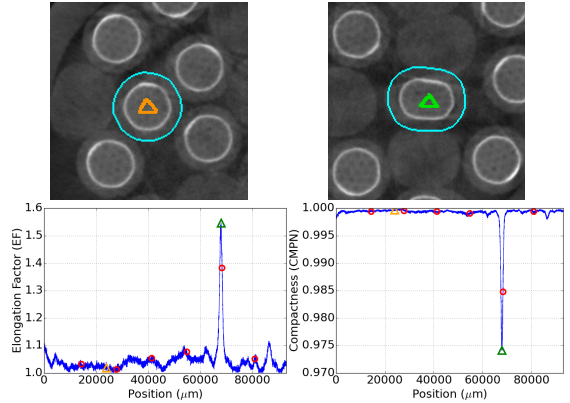 Elongation Factor (EF)
1.6
1.5
1.4
1.3
1.2
1.1
1.0
0 20000 40000 60000 80000
Position (μm)
Compactness (CMPN)
1.000
0.995
0.990
0.985
0.980
0.975
0.970
0 20000 40000 60000 80000
Position (μm)